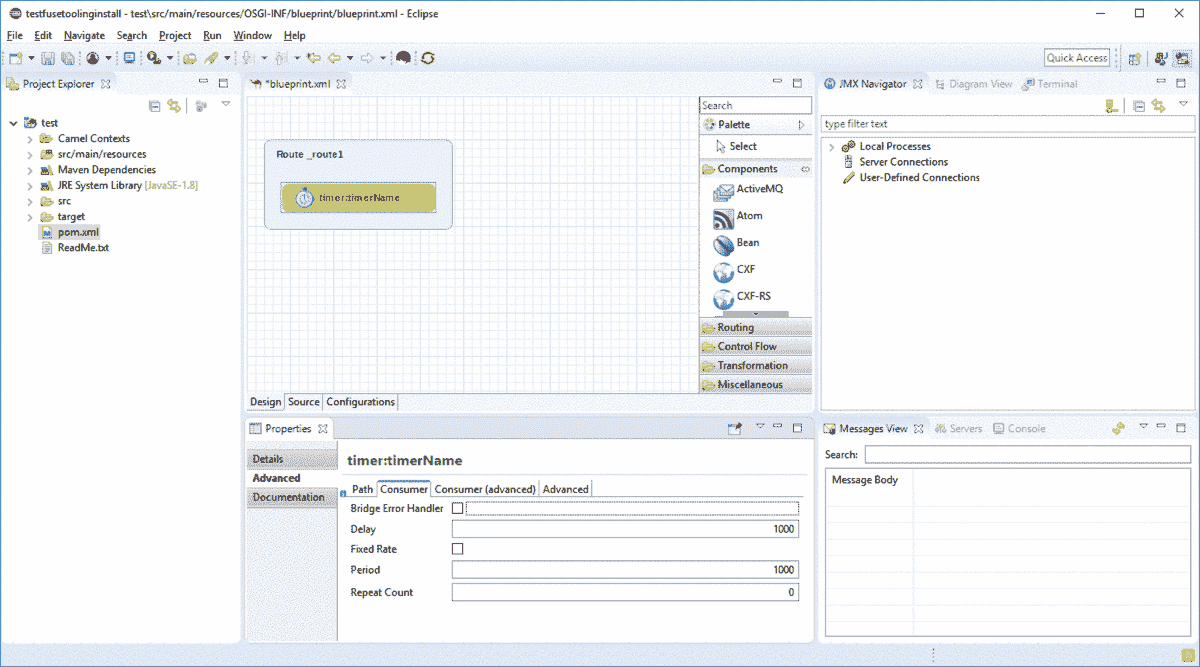 testfusetoolinginstall - test\src/main/resources/OSGI-INF/blueprint/blueprint.xml - Eclipse
File Edit Navigate Search Project Run Window Help
Quick Access
Project Explorer
test
Camel Contexts
src/main/resources
Maven Dependencies
JRE System Library [JavaSE-1.8]
src
target
pom.xml
ReadMe.txt
*blueprint.xml
Route _route1
timer:timerName
Search
Palette
Select
Components
ActiveMQ
Atom
Bean
CXF
CXF-RS
Routing
Control Flow
Transformation
Miscellaneous
Design Source Configurations
JMX Navigator Diagram View Terminal
type filter text
Local Processes
Server Connections
User-Defined Connections
Properties
Details
Advanced
Documentation
timer:timerName
Path Consumer Consumer (advanced) Advanced
Bridge Error Handler
Delay 1000
Fixed Rate
Period 1000
Repeat Count 0
Messages View Servers Console
Search:
Message Body